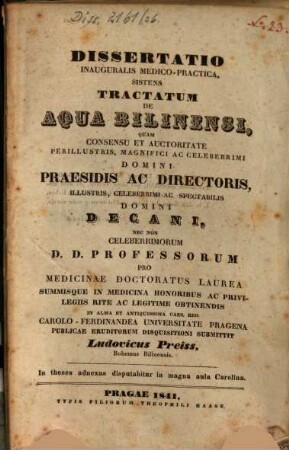 Diss. 2161/26.
DISSERTATIO
INAUGURALIS MEDICO-PRACTICA,
SISTENS
TRACTATUM
DE
AQUA BILINENSI,
QUAM
CONSENSU ET AUCTORITATE
PERILLUSTRIS, MAGNIFICI AC CELEBERRIMI
DOMINI
PRAESIDIS AC DIRECTORIS,
ILLUSTRIS, CELEBERRIMI AC SPECTABILIS
DOMINI
DECANI,
NEC NON
CELEBERRIMORUM
D. D. PROFESSORUM
PRO
MEDICINAE DOCTORATUS LAUREA
SUMMISQUE IN MEDICINA HONORIBUS AC PRIVI-
LEGIIS RITE AC LEGITIME OBTINENDIS
IN ALMA ET ANTIQUISSIMA CAES. REG.
CAROLO-FERDINANDEA UNIVERSITATE PRAGENA
PUBLICAE ERUDITORUM DISQUISITIONI SUBMITTIT
Ludovicus Preiss,
Bohemus Bilinensis.
In theses adnexas disputabitur in magna aula Carolina.
PRAGAE 1841,
TYPIS FILIORUM THEOPHILI HAASE.